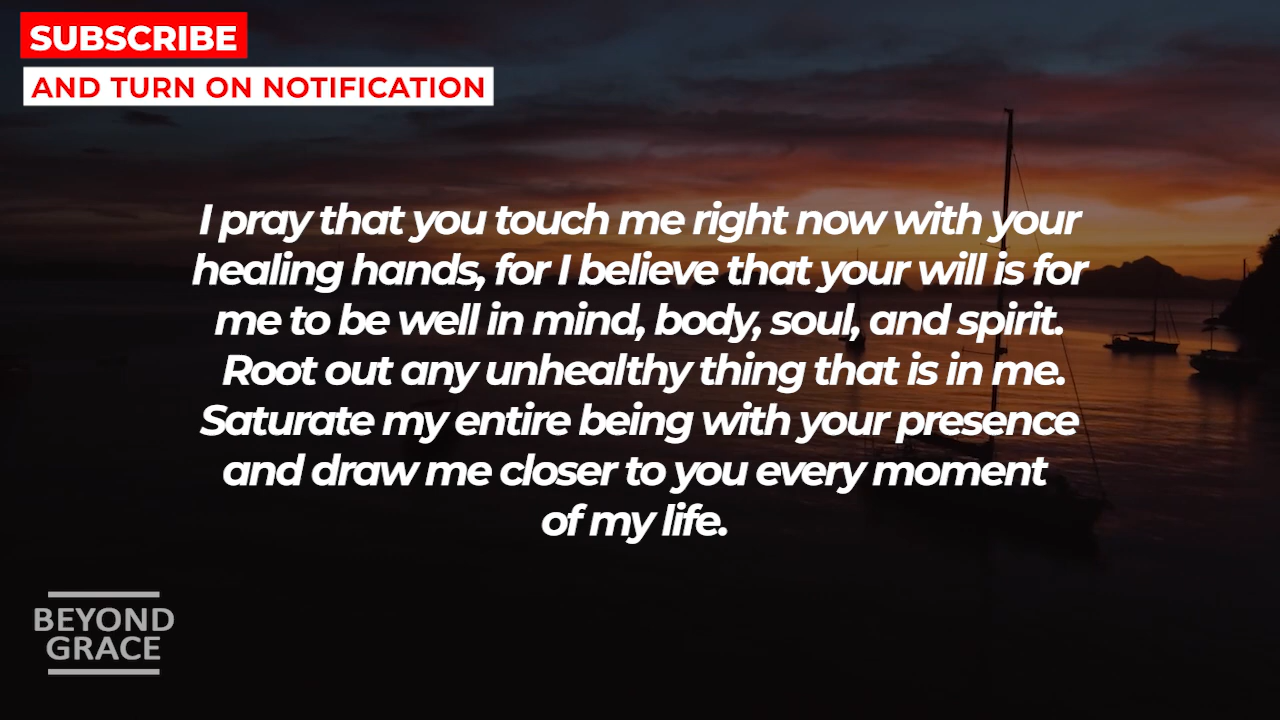 SUBSCRIBE
AND TURN ON NOTIFICATION
I pray that you touch me right now with your
healing hands, for I believe that your will is for
me to be well in mind, body, soul, and spirit.
Root out any unhealthy thing that is in me.
Saturate my entire being with your presence
and draw me closer to you every moment
of my life.
BEYOND
GRACE